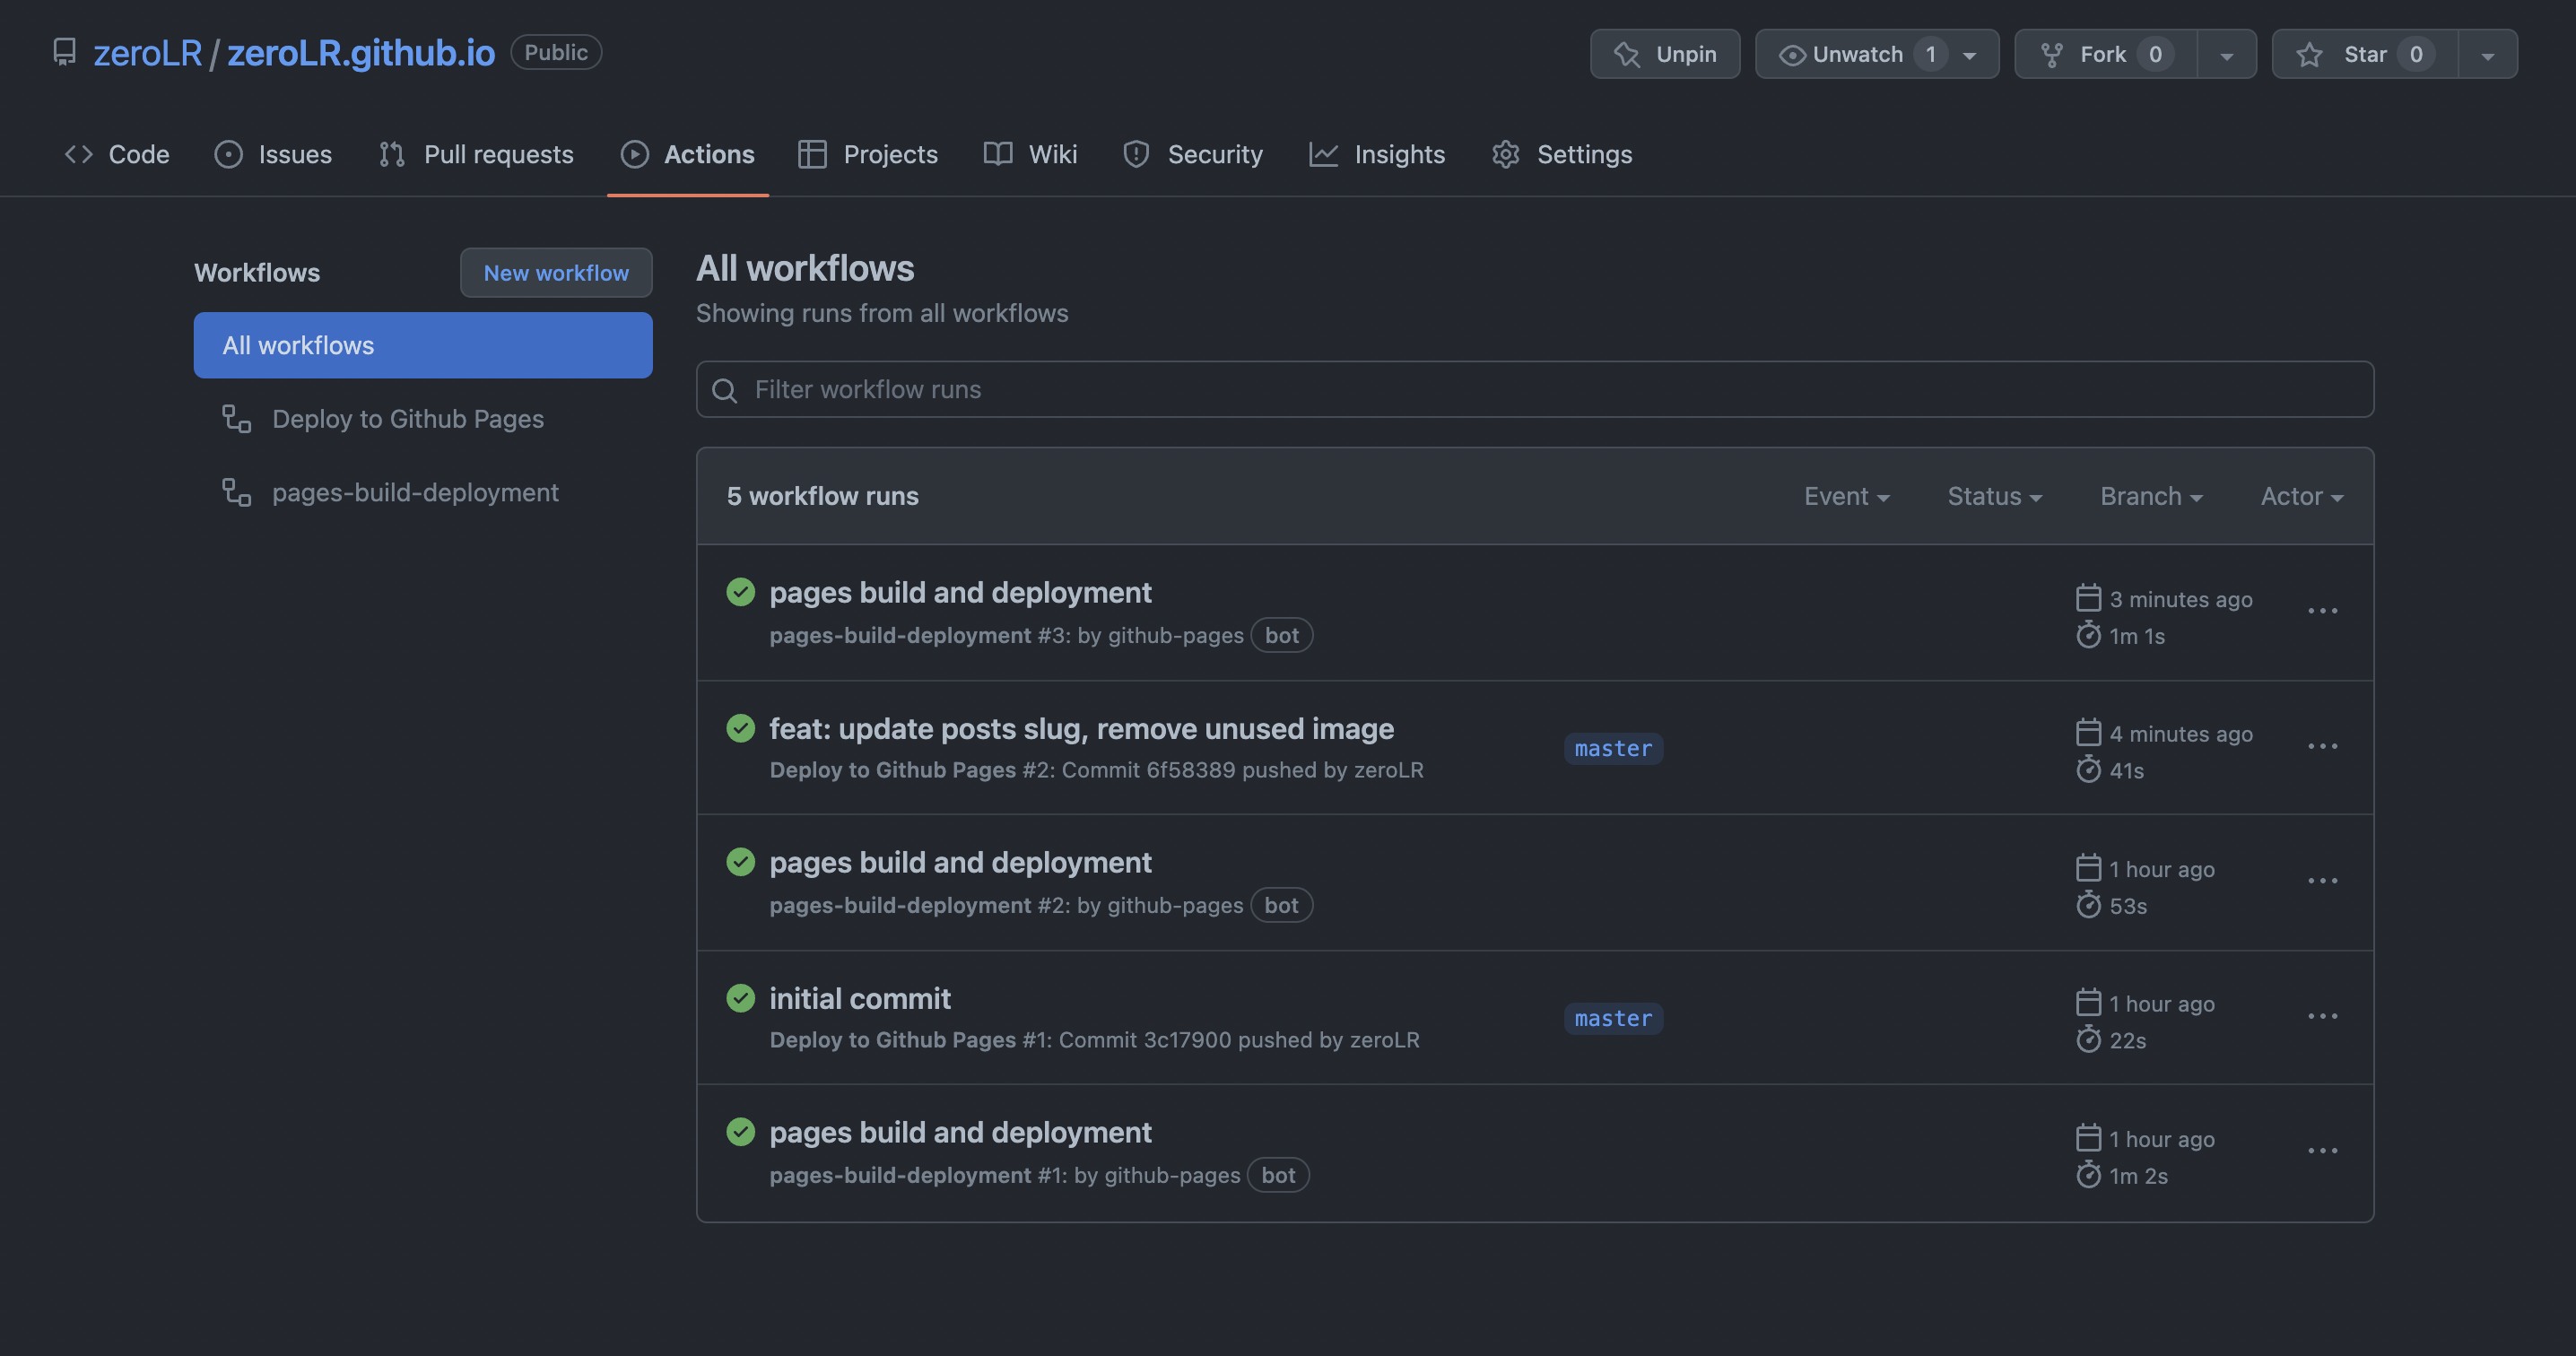 zeroLR / zeroLR.github.io Public Unpin Unwatch 1 Fork 0 Star 0
Code Issues Pull requests Actions Projects Wiki Security Insights Settings
Workflows New workflow
All workflows
Deploy to Github Pages
pages-build-deployment
All workflows
Showing runs from all workflows
Filter workflow runs
5 workflow runs Event Status Branch Actor
pages build and deployment
pages-build-deployment #3: by github-pages bot
3 minutes ago
1m 1s
feat: update posts slug, remove unused image
Deploy to Github Pages #2: Commit 6f58389 pushed by zeroLR
master
4 minutes ago
41s
pages build and deployment
pages-build-deployment #2: by github-pages bot
1 hour ago
53s
initial commit
Deploy to Github Pages #1: Commit 3c17900 pushed by zeroLR
master
1 hour ago
22s
pages build and deployment
pages-build-deployment #1: by github-pages bot
1 hour ago
1m 2s